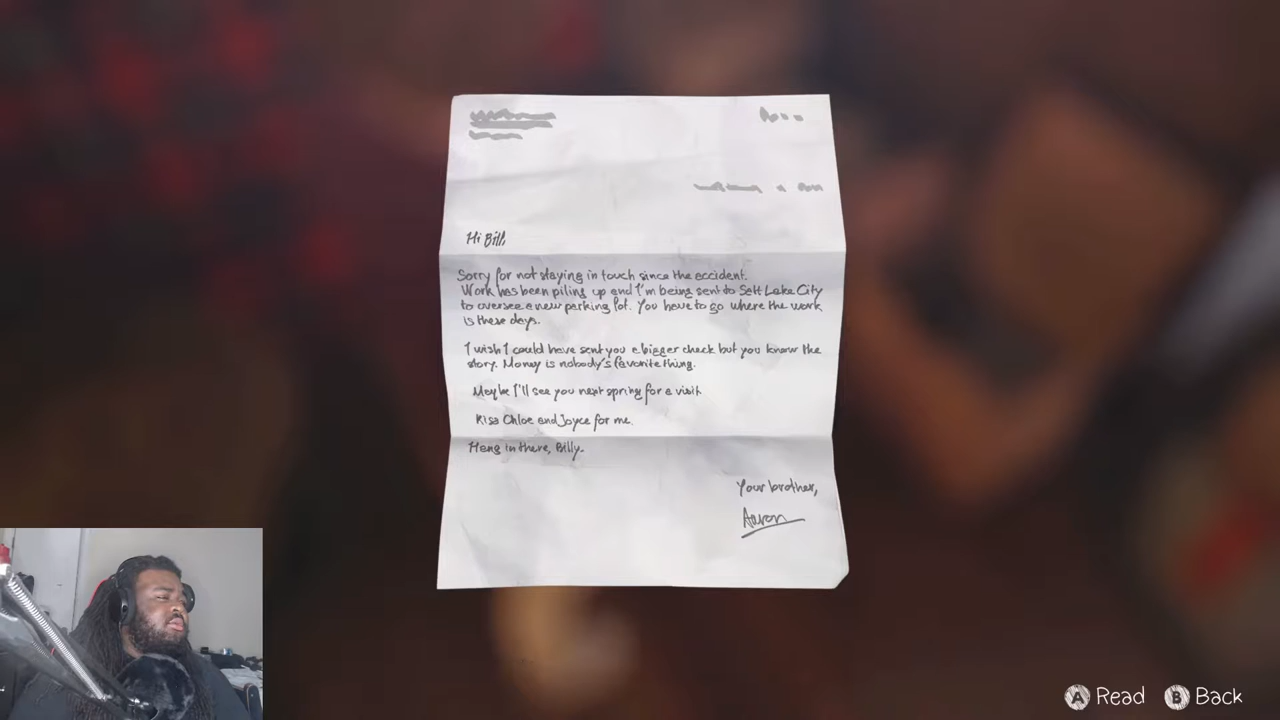 Hi Bill,
Sorry for not staying in touch since the accident.
Work has been piling up and I'm being sent to Salt Lake City
to oversee a new parking lot. You have to go where the work
is these days.
I wish I could have sent you a bigger check but you know the
story. Money is nobody's favorite thing.
Maybe I'll see you next spring for a visit.
Kiss Chloe and Joyce for me.
Hang in there, Billy.
Your brother,
Aaron
A Read B Back